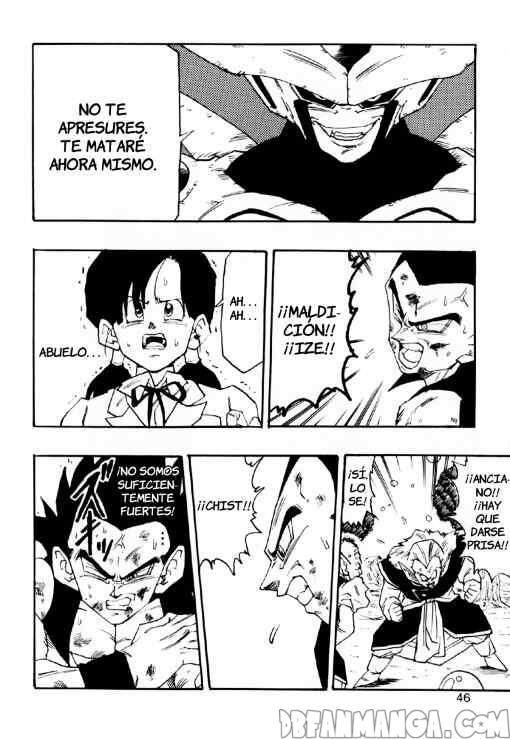 NO TE
APRESURES.
TE MATARÉ
AHORA MISMO.
¡¡MALDI-
CIÓN!!
¡¡IZE!!
AH...
AH...
ABUELO...
¡ANCIA-
NO!!
¡¡HAY
QUE
DARSE
PRISA!!
¡SÍ,
LO
SE!
¡¡CHIST!!
¡NO SOMOS
SUFICIEN-
TEMENTE
FUERTES!
...
46
DBFANMANGA.COM